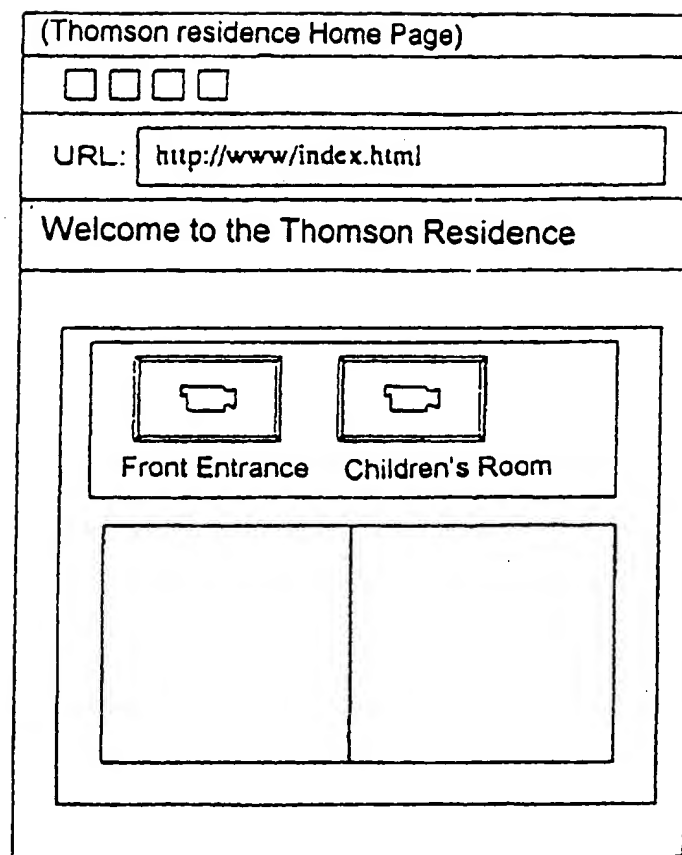 (Thomson residence Home Page)
URL: http://www/index.html
Welcome to the Thomson Residence
Front Entrance Children's Room